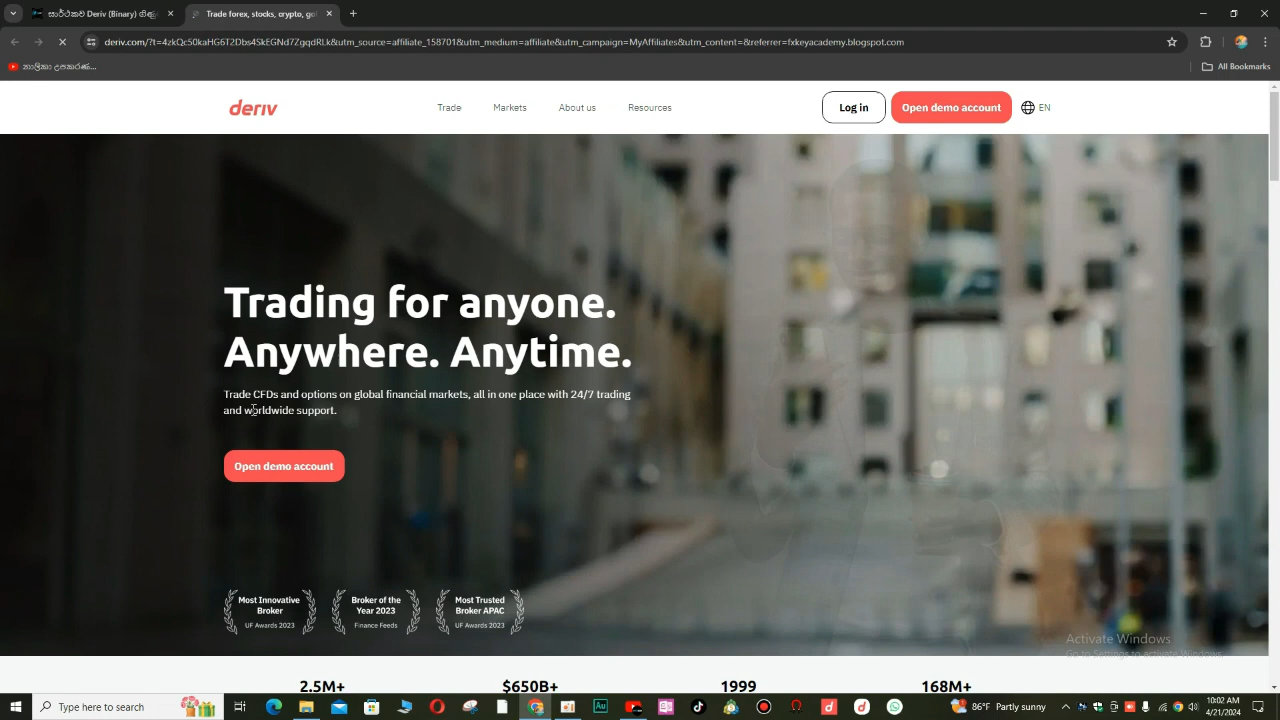 සාර්ථකව Deriv (Binary) ගිණු
Trade forex, stocks, crypto, go
deriv.com/?t=4zkQc50kaHG6T2Dbs4SkEGNd7ZgqdRLk&utm_source=affiliate_158701&utm_medium=affiliate&utm_campaign=MyAffiliates&utm_content=&referrer=fxkeyacademy.blogspot.com
නාලිකා උපකරණ...
All Bookmarks
deriv
Trade
Markets
About us
Resources
Log in
Open demo account
EN
Trading for anyone.
Anywhere. Anytime.
Trade CFDs and options on global financial markets, all in one place with 24/7 trading
and worldwide support.
Open demo account
Most Innovative
Broker
UF Awards 2023
Broker of the
Year 2023
Finance Feeds
Most Trusted
Broker APAC
UF Awards 2023
Activate Windows
Go to Settings to activate Windows.
2.5M+
$650B+
1999
168M+
Type here to search
Au
86°F Partly sunny
10:02 AM
4/21/2024